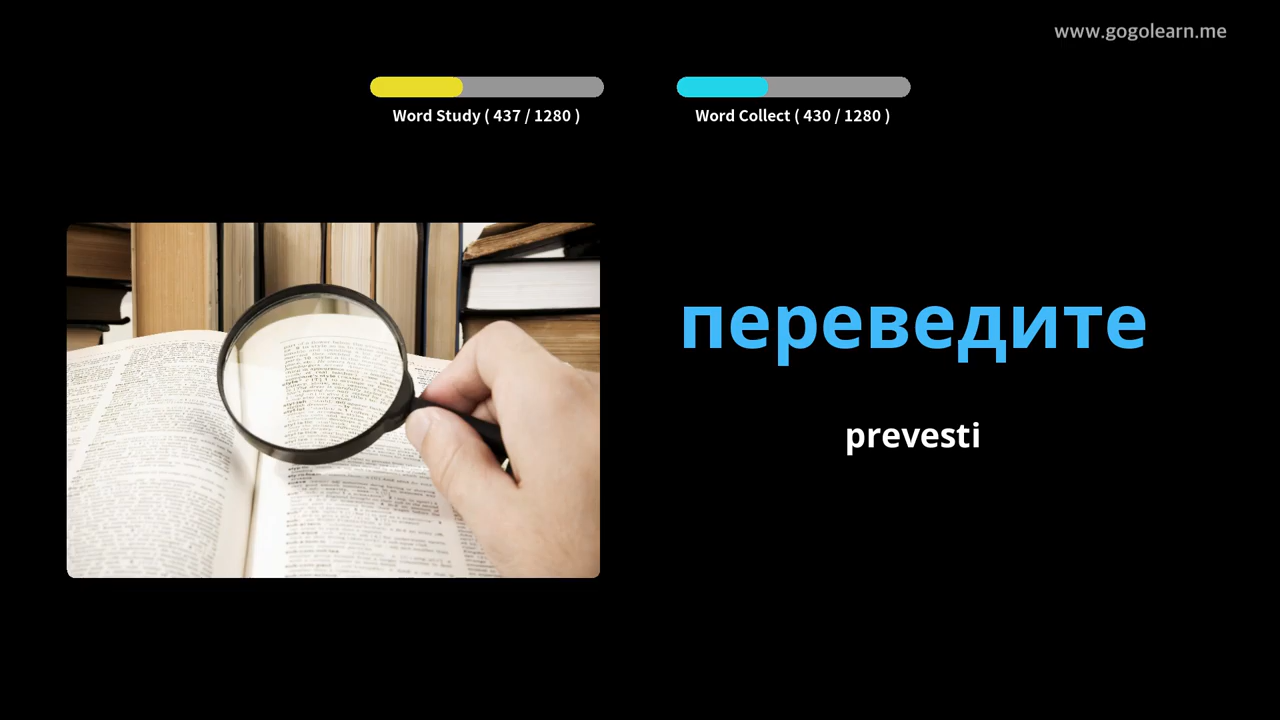 www.gogolearn.me
Word Study ( 437 / 1280 )
Word Collect ( 430 / 1280 )
переведите
prevesti